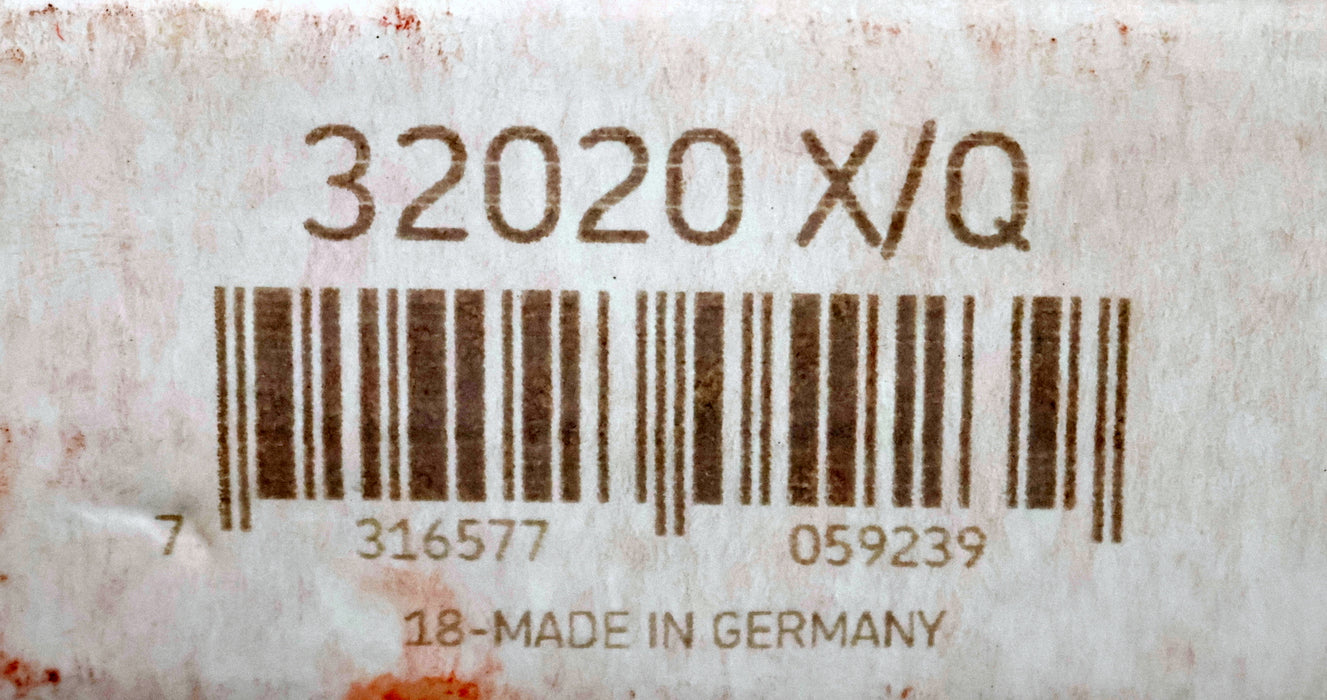 32020 X/Q
7 316577 059239
18-MADE IN GERMANY